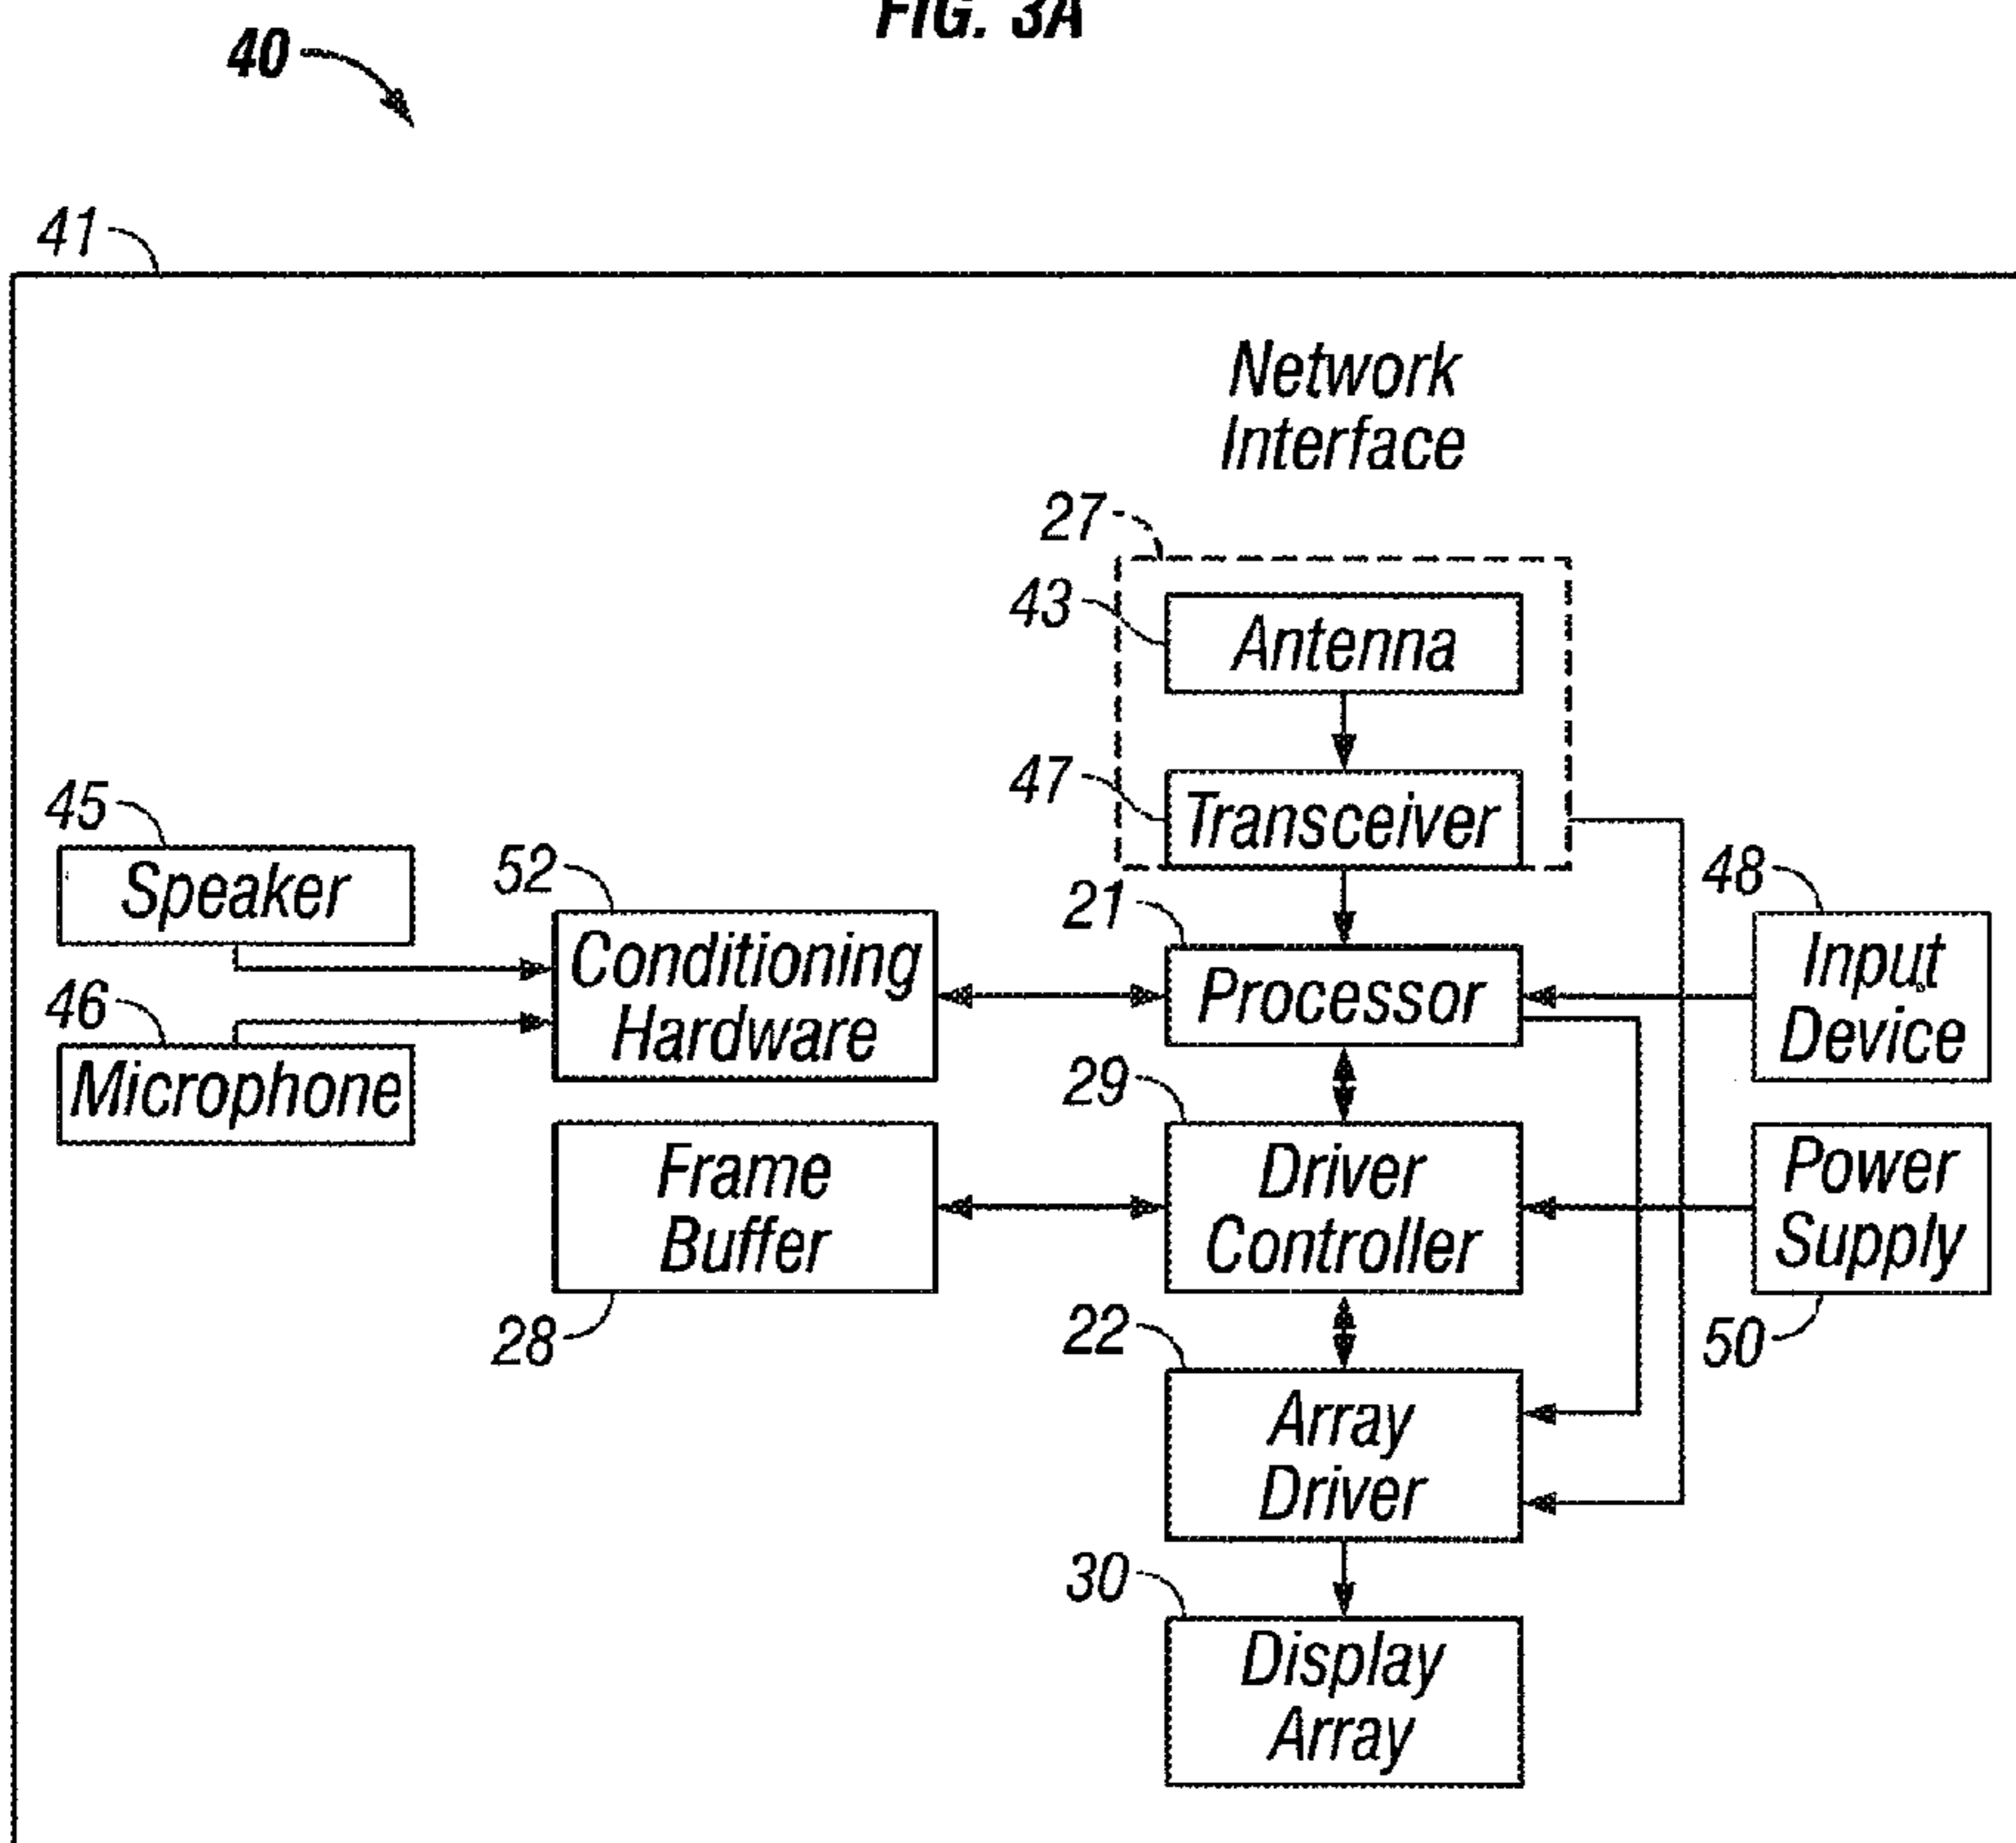 FIG. 3A
40
41
Network
Interface
27
43
Antenna
47
Transceiver
45
Speaker
52
Conditioning
Hardware
21
Processor
48
Input
Device
46
Microphone
29
Driver
Controller
Frame
Buffer
28
Power
Supply
50
22
Array
Driver
30
Display
Array